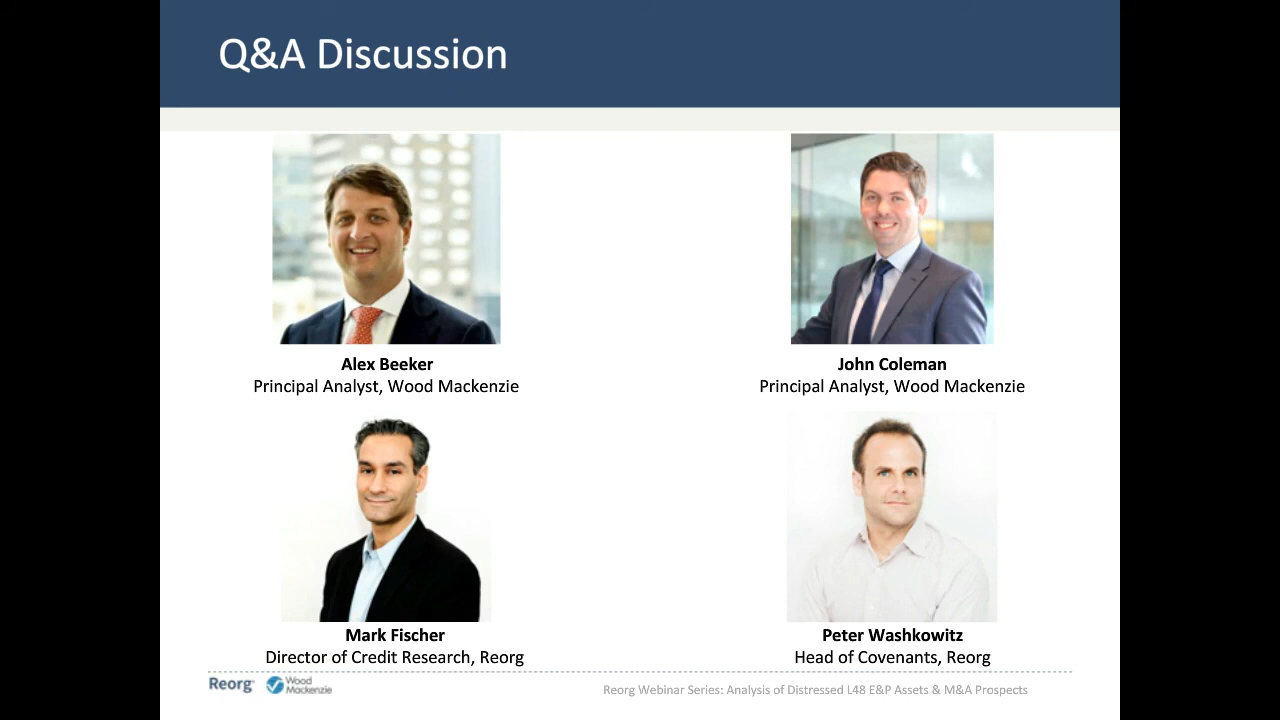 Q&A Discussion
Alex Beeker
Principal Analyst, Wood Mackenzie
John Coleman
Principal Analyst, Wood Mackenzie
Mark Fischer
Director of Credit Research, Reorg
Peter Washkowitz
Head of Covenants, Reorg
Reorg
Wood
Mackenzie
Reorg Webinar Series: Analysis of Distressed L48 E&P Assets & M&A Prospects